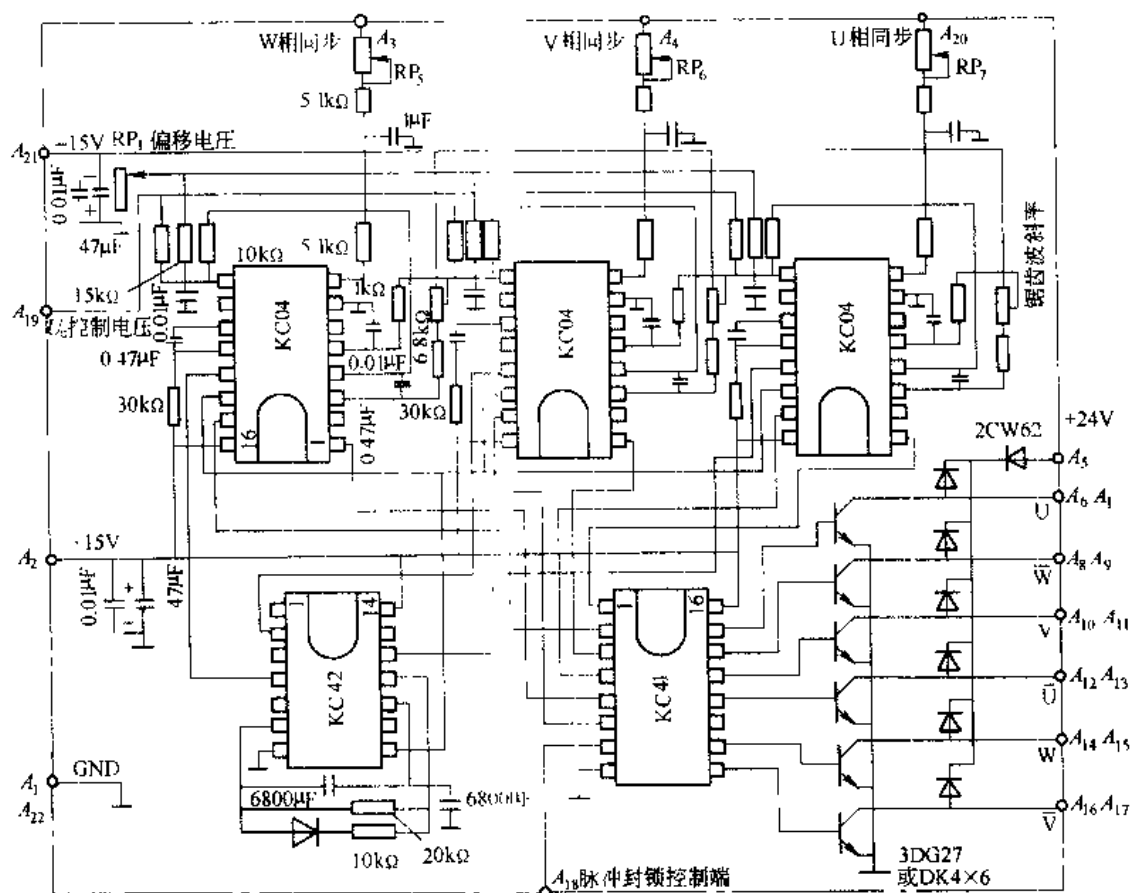 W相同步
A3
RP5
5 1kΩ
1μF
V相同步
A4
RP6
U相同步
A20
RP7
-15V
RP1 偏移电压
A21
0 01μF
47μF
10kΩ
15kΩ
0.01μF
5 1kΩ
1kΩ
A19
控制电压
0 47μF
0.01μF
6 8kΩ
30kΩ
0 47μF
30kΩ
KC04
16
1
KC04
KC04
锯齿波斜率
+24V
2CW62
A5
U
A6 A1
W̅
A8 A9
V
A10 A11
U̅
A12 A13
W
A14 A15
V̅
A16 A17
A2
15V
0.01μF
47μF
1
14
KC42
1
16
KC41
A1
GND
A22
6800μF
6800μF
20kΩ
10kΩ
A18脉冲封锁控制端
3DG27
或DK4×6